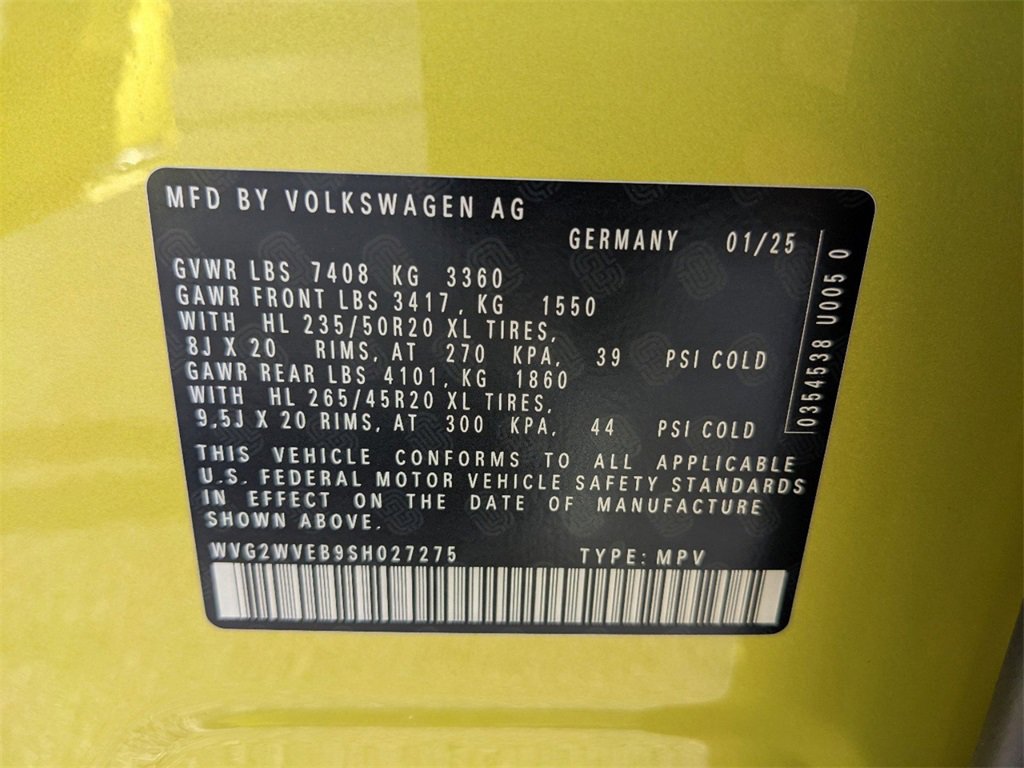 MFD BY VOLKSWAGEN AG
GERMANY 01/25
GVWR LBS 7408 KG 3360
GAWR FRONT LBS 3417, KG 1550
WITH HL 235/50R20 XL TIRES,
8J X 20 RIMS, AT 270 KPA, 39 PSI COLD
GAWR REAR LBS 4101, KG 1860
WITH HL 265/45R20 XL TIRES,
9,5J X 20 RIMS, AT 300 KPA, 44 PSI COLD
THIS VEHICLE CONFORMS TO ALL APPLICABLE
U.S. FEDERAL MOTOR VEHICLE SAFETY STANDARDS
IN EFFECT ON THE DATE OF MANUFACTURE
SHOWN ABOVE.
WVG2WVEB9SH027275 TYPE: MPV
0354538 U005 0